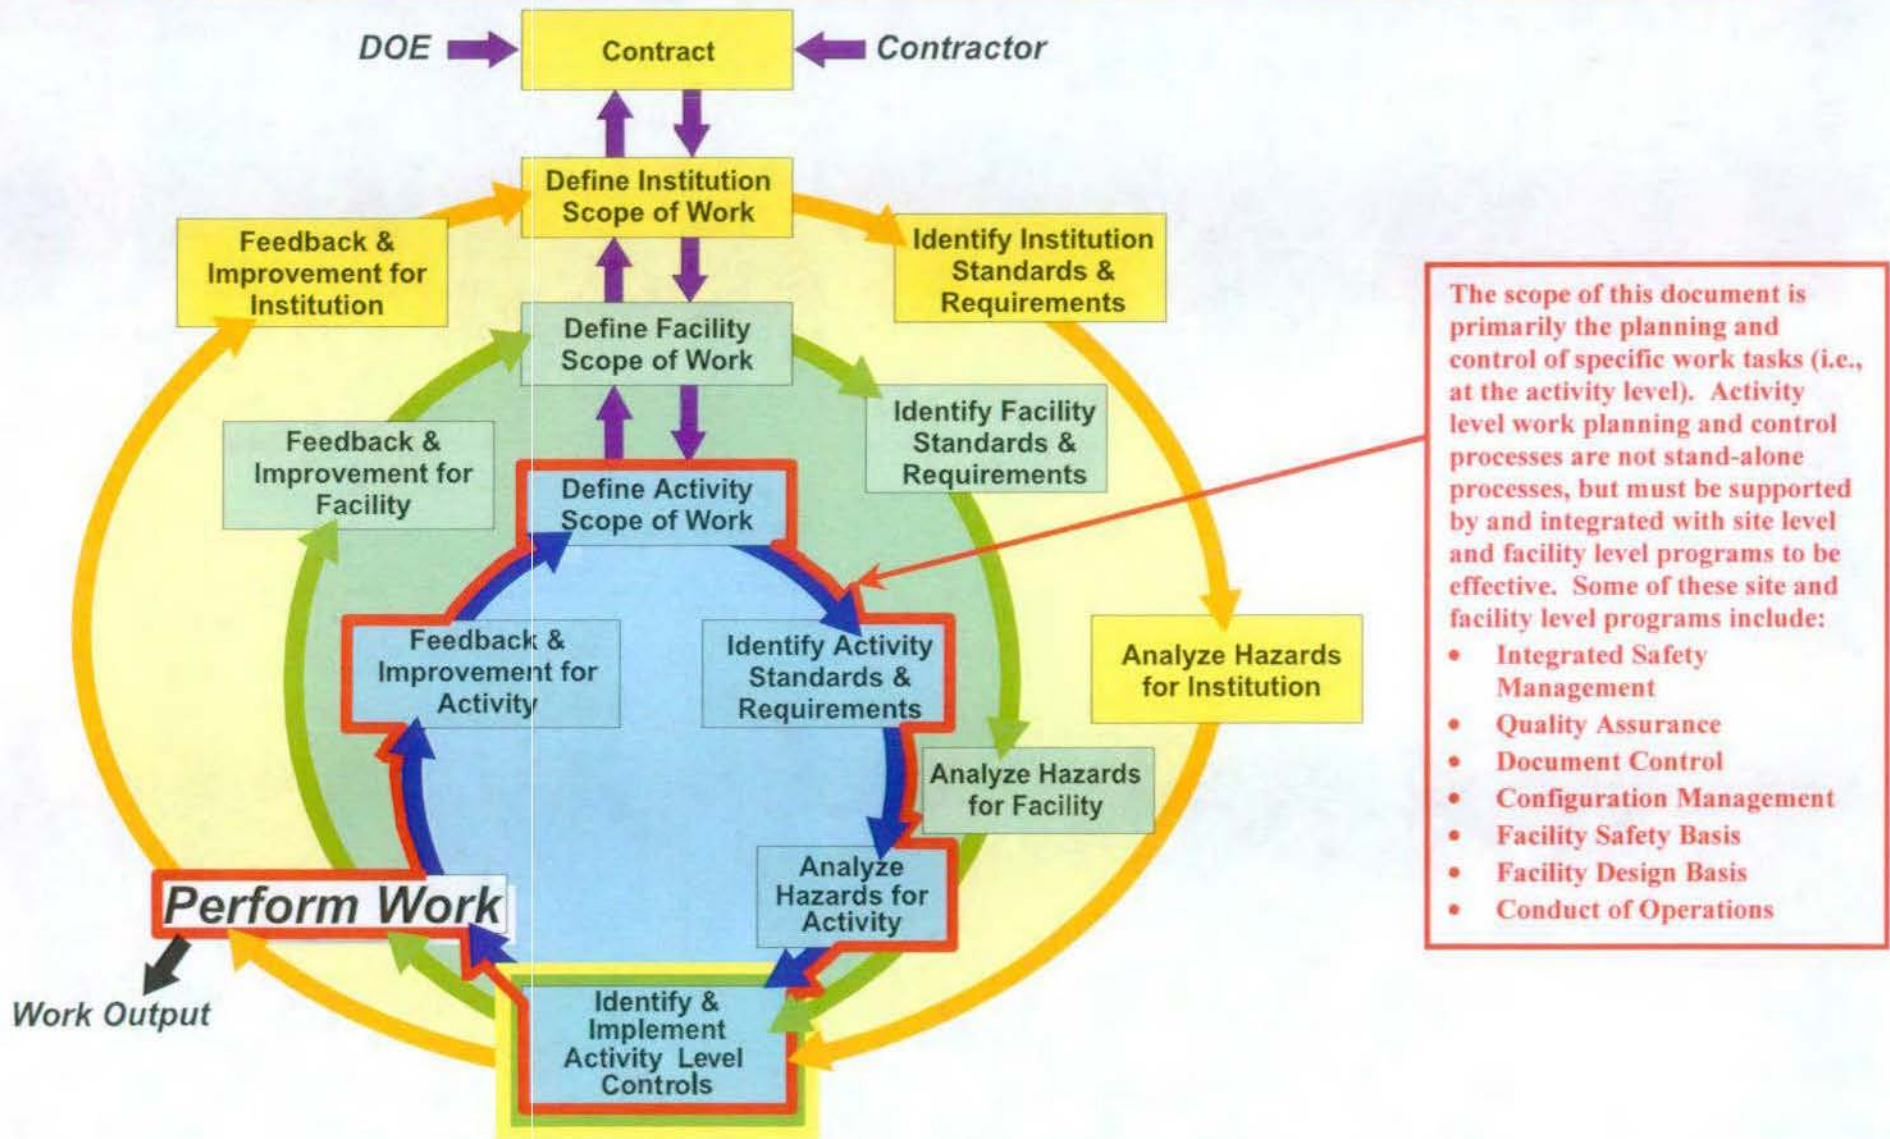 DOE
Contract
Contractor
Define Institution
Scope of Work
Feedback &
Improvement for
Institution
Identify Institution
Standards &
Requirements
Define Facility
Scope of Work
Feedback &
Improvement for
Facility
Identify Facility
Standards &
Requirements
Define Activity
Scope of Work
Feedback &
Improvement for
Activity
Identify Activity
Standards &
Requirements
Analyze Hazards
for Institution
Analyze Hazards
for Facility
Analyze
Hazards for
Activity
Perform Work
Work Output
Identify &
Implement
Activity Level
Controls
The scope of this document is
primarily the planning and
control of specific work tasks (i.e.,
at the activity level). Activity
level work planning and control
processes are not stand-alone
processes, but must be supported
by and integrated with site level
and facility level programs to be
effective. Some of these site and
facility level programs include:
• Integrated Safety
Management
• Quality Assurance
• Document Control
• Configuration Management
• Facility Safety Basis
• Facility Design Basis
• Conduct of Operations